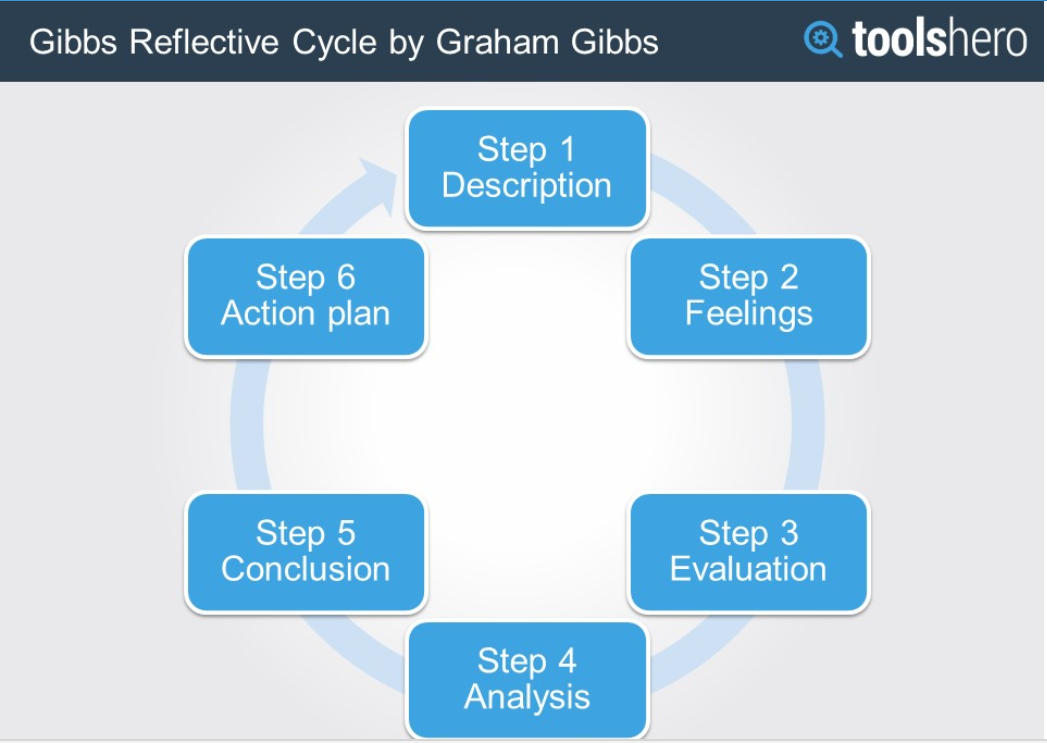 Gibbs Reflective Cycle by Graham Gibbs
toolshero
Step 1
Description
Step 2
Feelings
Step 3
Evaluation
Step 4
Analysis
Step 5
Conclusion
Step 6
Action plan